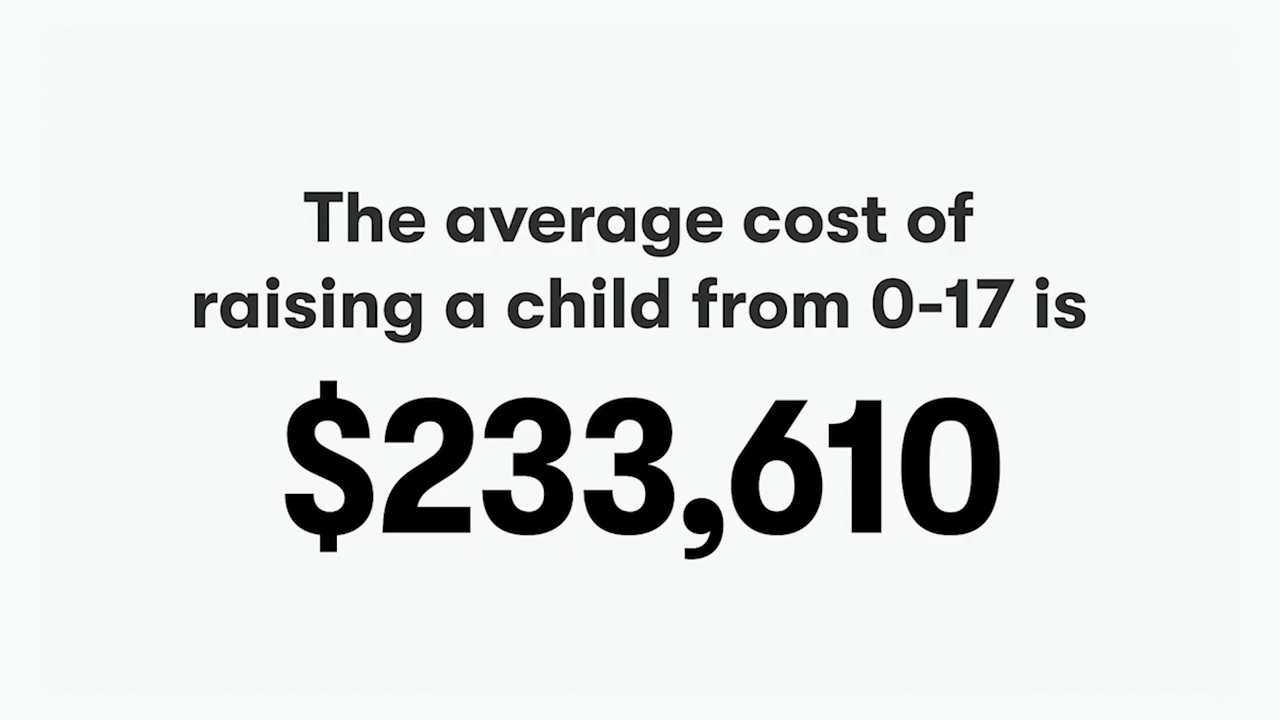 The average cost of
raising a child from 0-17 is
$233,610